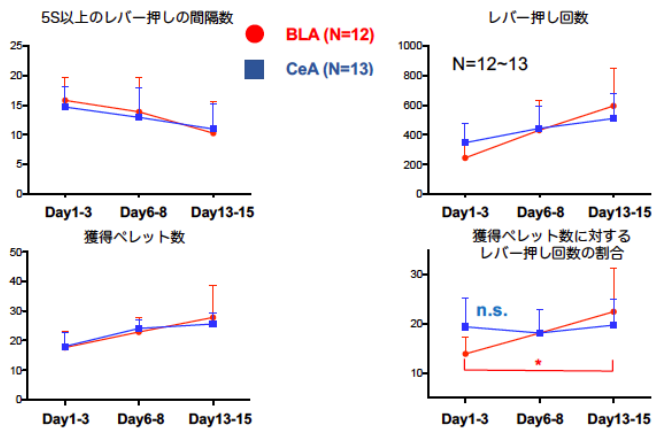 5S以上のレバー押しの間隔数
25
20
15
10
5
0
Day1-3 Day6-8 Day13-15
BLA (N=12)
CeA (N=13)
レバー押し回数
1000
800
600
400
200
0
N=12~13
Day1-3 Day6-8 Day13-15
獲得ペレット数
50
40
30
20
10
0
Day1-3 Day6-8 Day13-15
獲得ペレット数に対する
レバー押し回数の割合
30
20
10
n.s.
*
Day1-3 Day6-8 Day13-15